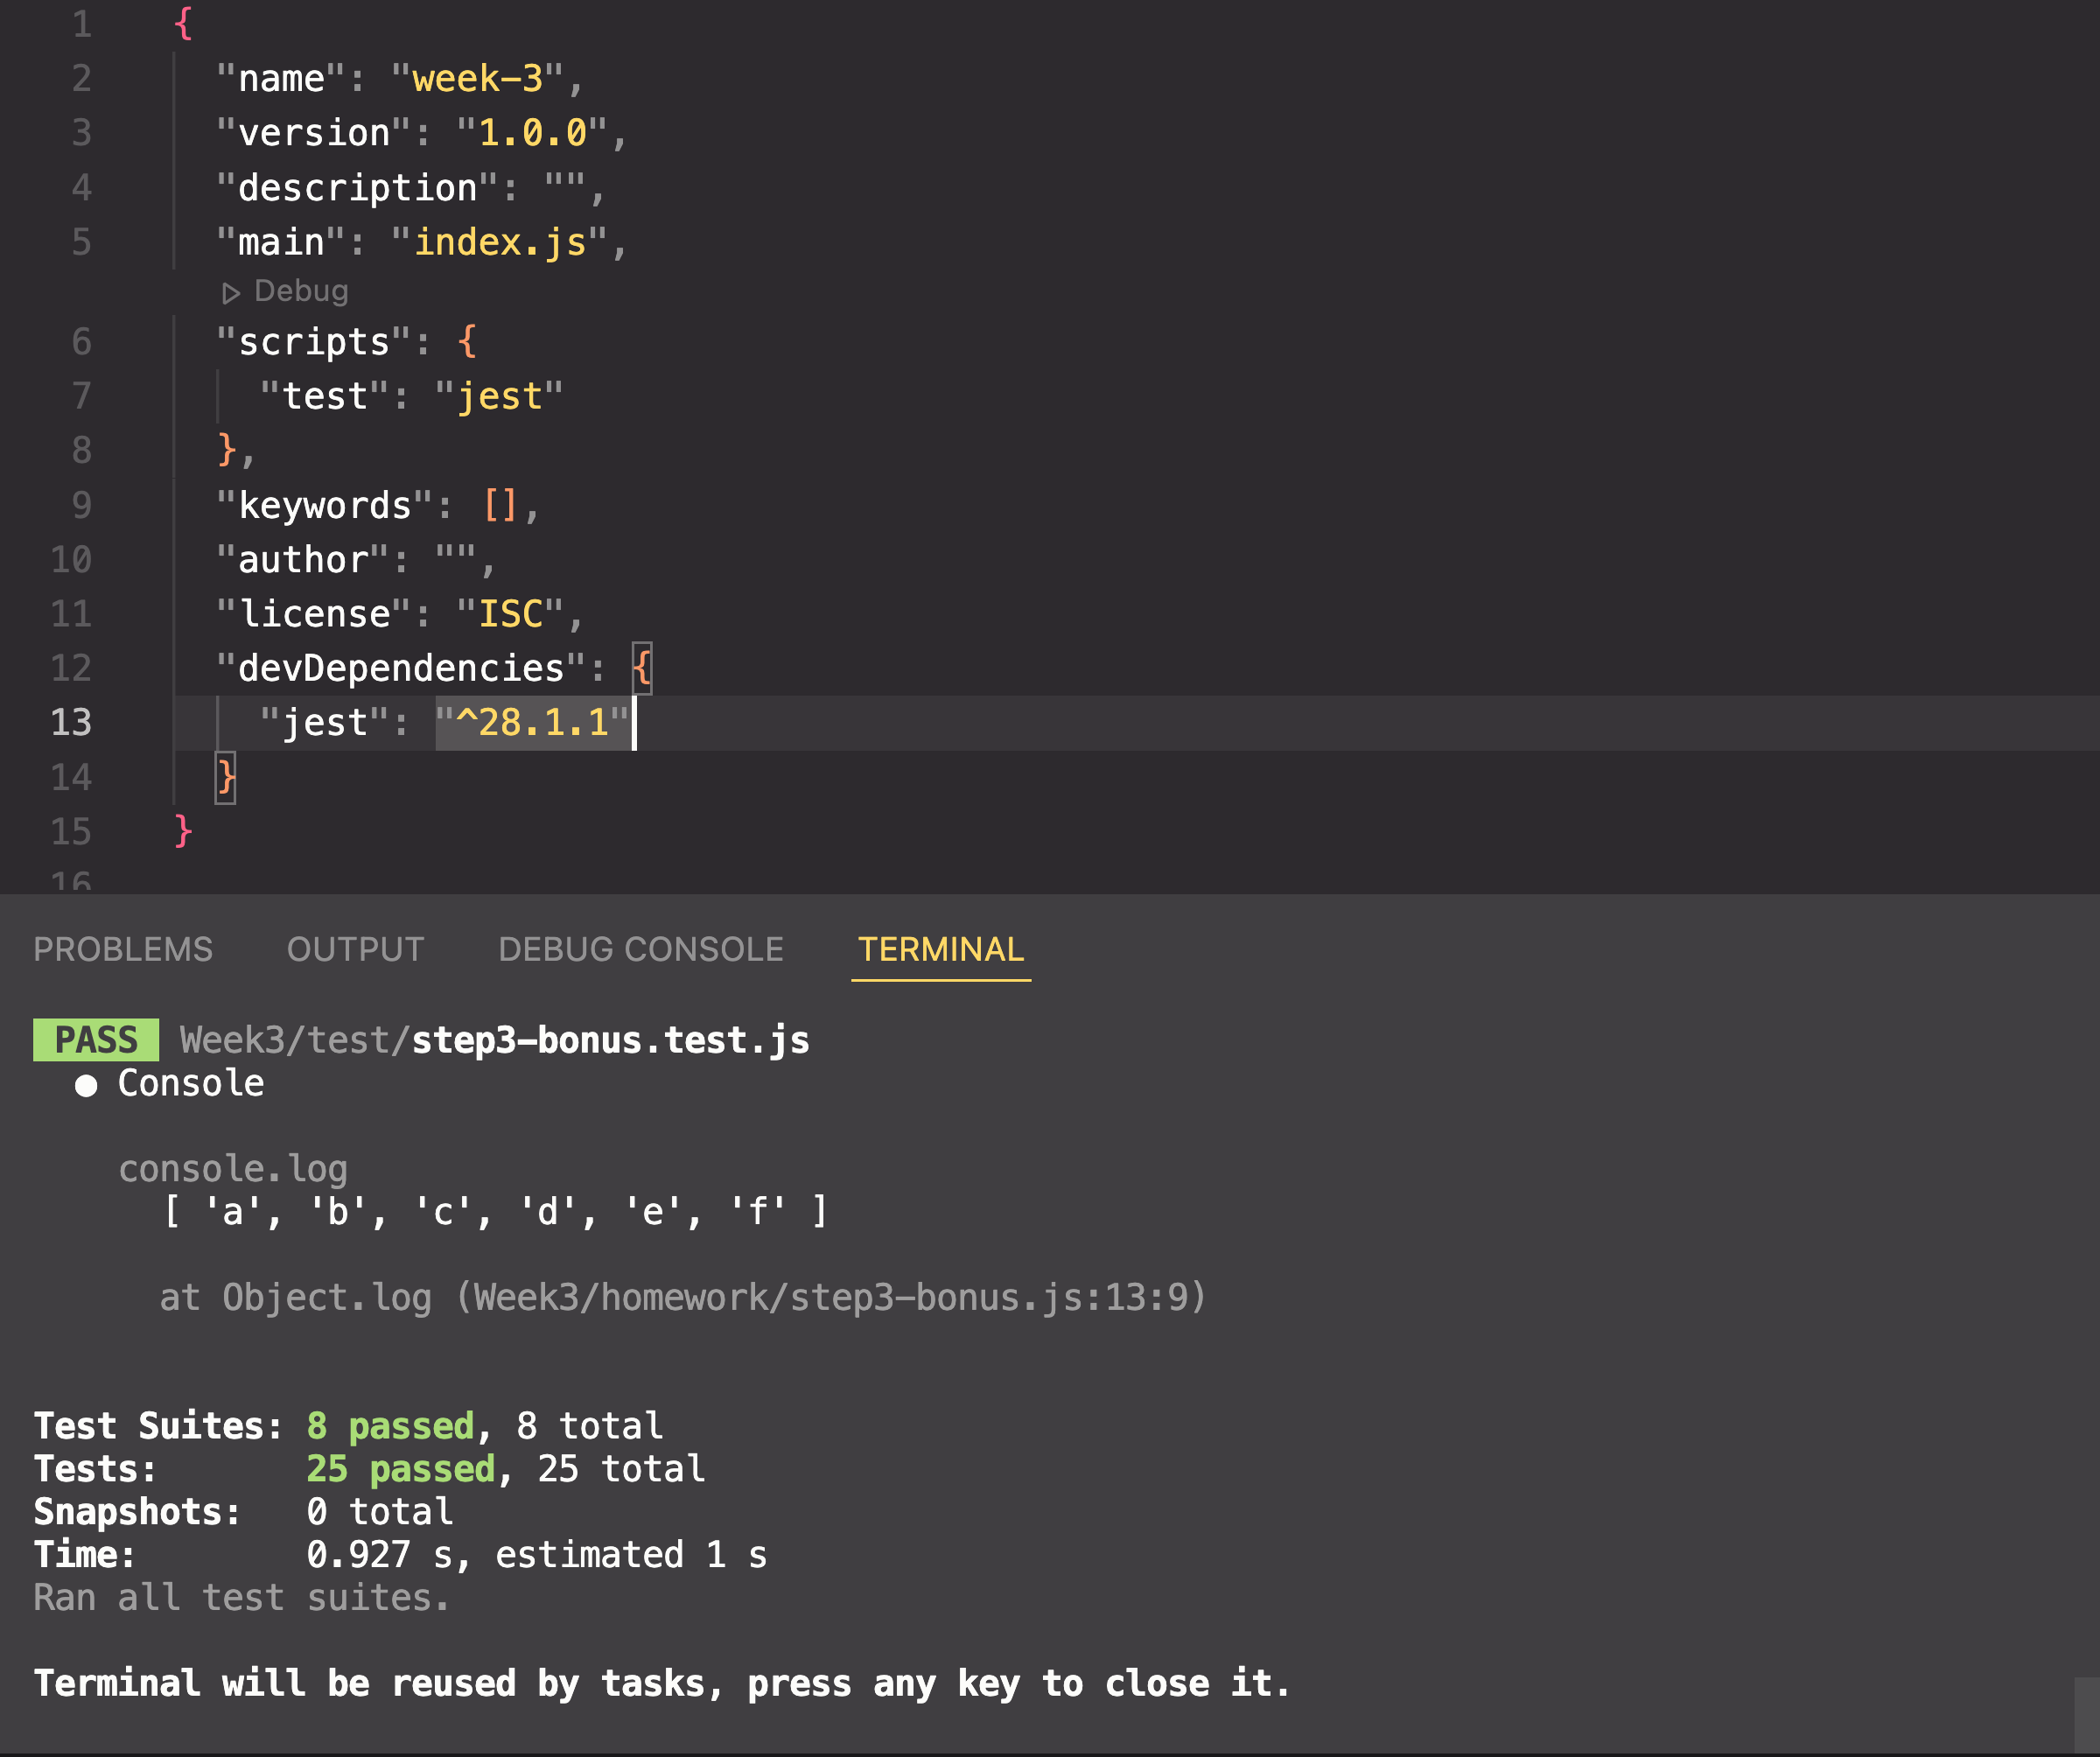 1 {
2 "name": "week-3",
3 "version": "1.0.0",
4 "description": "",
5 "main": "index.js",
Debug
6 "scripts": {
7 "test": "jest"
8 },
9 "keywords": [],
10 "author": "",
11 "license": "ISC",
12 "devDependencies": {
13 "jest": "^28.1.1"
14 }
15 }
16
PROBLEMS OUTPUT DEBUG CONSOLE TERMINAL
PASS Week3/test/step3-bonus.test.js
● Console
console.log
[ 'a', 'b', 'c', 'd', 'e', 'f' ]
at Object.log (Week3/homework/step3-bonus.js:13:9)
Test Suites: 8 passed, 8 total
Tests: 25 passed, 25 total
Snapshots: 0 total
Time: 0.927 s, estimated 1 s
Ran all test suites.
Terminal will be reused by tasks, press any key to close it.